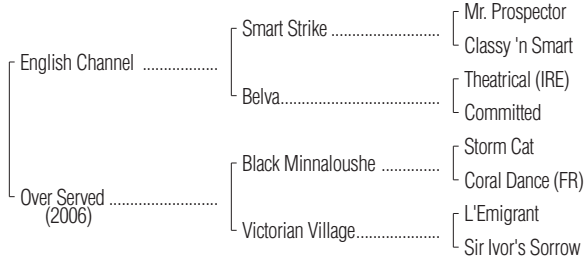 Mr. Prospector
Smart Strike ....................
Classy 'n Smart
English Channel ..................
Theatrical (IRE)
Belva.....................................
Committed
Storm Cat
Black Minnaloushe ..............
Coral Dance (FR)
Over Served .........................
(2006)
L'Emigrant
Victorian Village....................
Sir Ivor's Sorrow